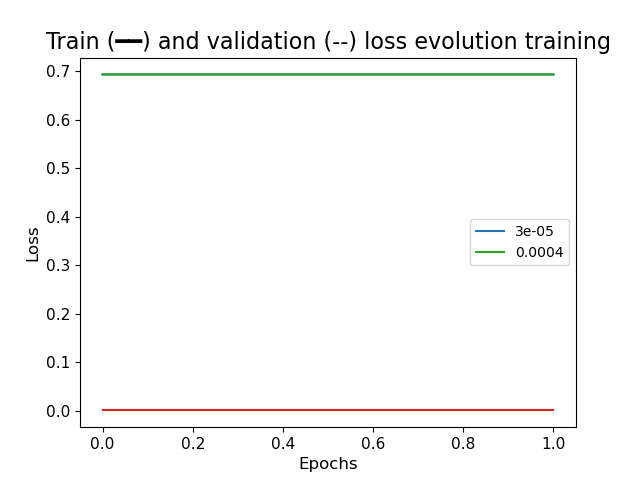 Train (━━) and validation (--) loss evolution training
0.7
0.6
0.5
0.4
0.3
0.2
0.1
0.0
Loss
3e-05
0.0004
0.0 0.2 0.4 0.6 0.8 1.0
Epochs